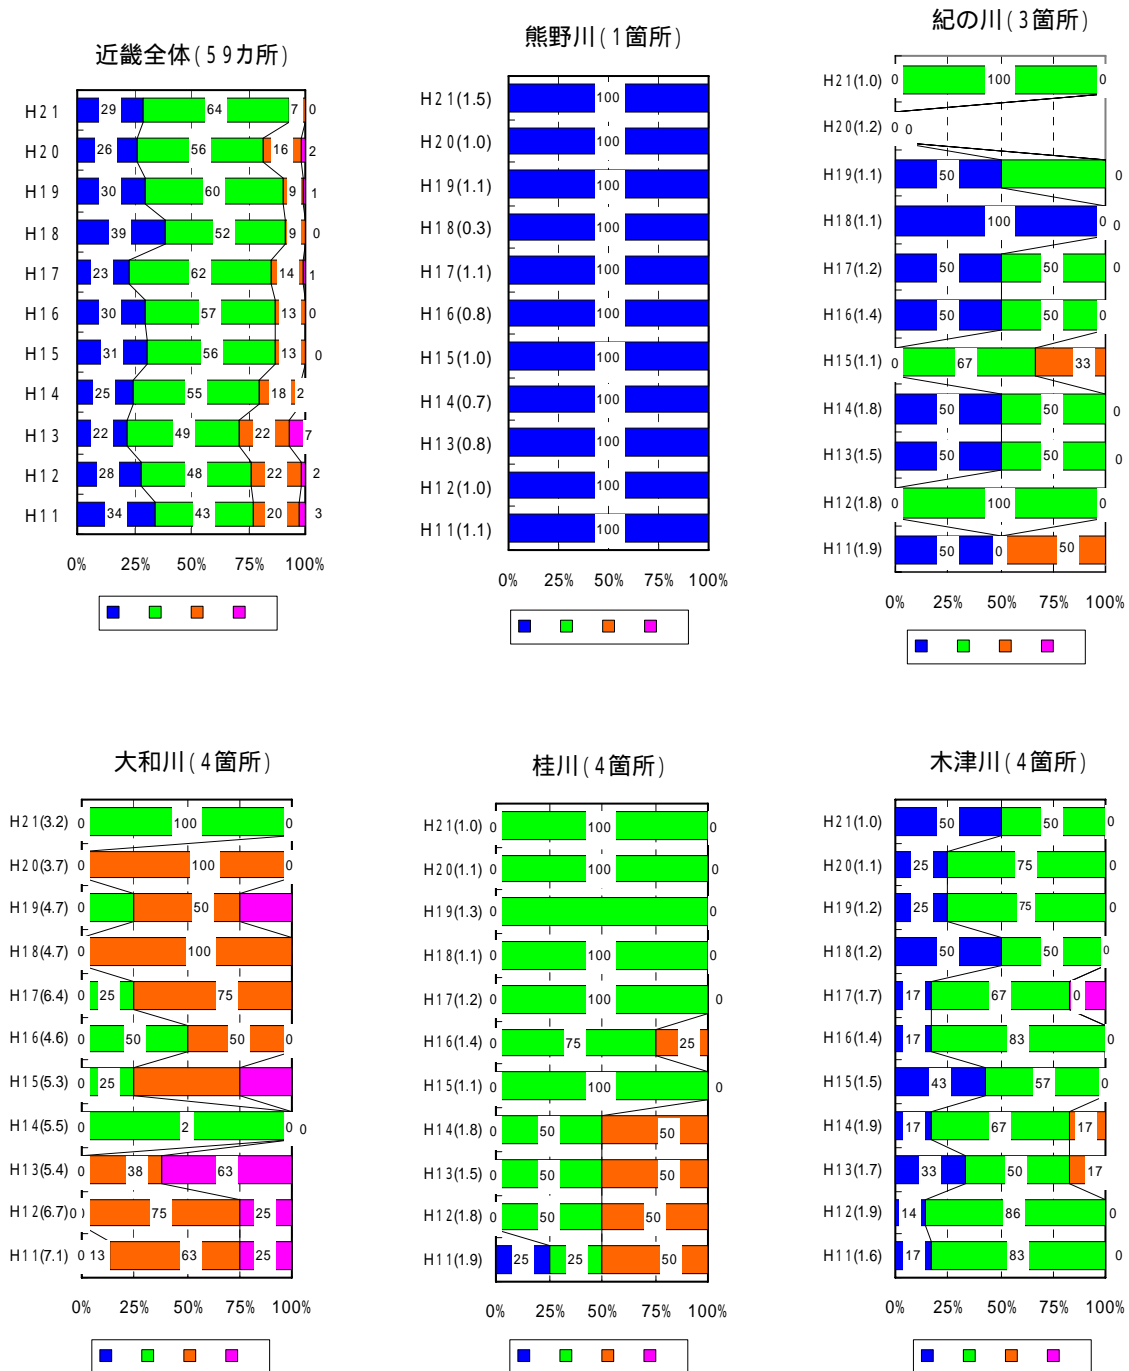 近畿全体(59カ所)
H21 29 64 7 0
H20 26 56 16 2
H19 30 60 9 1
H18 39 52 9 0
H17 23 62 14 1
H16 30 57 13 0
H15 31 56 13 0
H14 25 55 18 2
H13 22 49 22 7
H12 28 48 22 2
H11 34 43 20 3
0% 25% 50% 75% 100%
熊野川(1箇所)
H21(1.5) 100
H20(1.0) 100
H19(1.1) 100
H18(0.3) 100
H17(1.1) 100
H16(0.8) 100
H15(1.0) 100
H14(0.7) 100
H13(0.8) 100
H12(1.0) 100
H11(1.1) 100
0% 25% 50% 75% 100%
紀の川(3箇所)
H21(1.0) 0 100 0
H20(1.2) 0 0
H19(1.1) 50 0
H18(1.1) 100 0 0
H17(1.2) 50 50 0
H16(1.4) 50 50 0
H15(1.1) 0 67 33
H14(1.8) 50 50 0
H13(1.5) 50 50 0
H12(1.8) 0 100 0
H11(1.9) 50 0 50
0% 25% 50% 75% 100%
大和川(4箇所)
H21(3.2) 0 100 0
H20(3.7) 0 100 0
H19(4.7) 0 50
H18(4.7) 0 100
H17(6.4) 0 25 75
H16(4.6) 0 50 50 0
H15(5.3) 0 25
H14(5.5) 0 2 0 0
H13(5.4) 0 38 63
H12(6.7) 0 0 75 25
H11(7.1) 0 13 63 25
0% 25% 50% 75% 100%
桂川(4箇所)
H21(1.0) 0 100 0
H20(1.1) 0 100 0
H19(1.3) 0 0
H18(1.1) 0 100 0
H17(1.2) 0 100 0
H16(1.4) 0 75 25
H15(1.1) 0 100 0
H14(1.8) 0 50 50
H13(1.5) 0 50 50
H12(1.8) 0 50 50
H11(1.9) 25 25 50
0% 25% 50% 75% 100%
木津川(4箇所)
H21(1.0) 50 50 0
H20(1.1) 25 75 0
H19(1.2) 25 75 0
H18(1.2) 50 50 0
H17(1.7) 17 67 0
H16(1.4) 17 83 0
H15(1.5) 43 57 0
H14(1.9) 17 67 17
H13(1.7) 33 50 17
H12(1.9) 14 86 0
H11(1.6) 17 83 0
0% 25% 50% 75% 100%